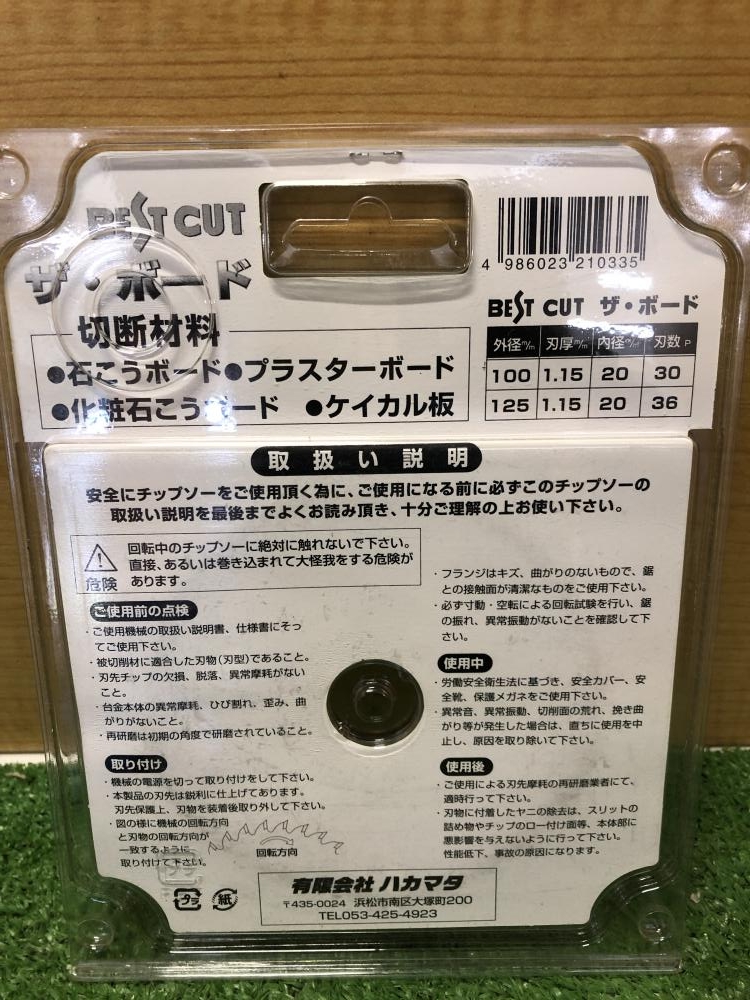 BEST CUT
ザ・ボード
切断材料
●石こうボード●プラスターボード
●化粧石こうボード ●ケイカル板
4 986023 210335
BEST CUT ザ・ボード
外径m/m 刃厚m/m 内径m/m 刃数P
100 1.15 20 30
125 1.15 20 36
取扱い説明
安全にチップソーをご使用頂く為に、ご使用になる前に必ずこのチップソーの
取扱い説明を最後までよくお読み頂き、十分ご理解の上お使い下さい。
危険
回転中のチップソーに絶対に触れないで下さい。
直接、あるいは巻き込まれて大怪我をする危険が
あります。
ご使用前の点検
・ご使用機械の取扱い説明書、仕様書にそっ
てご使用下さい。
・被切削材に適合した刃物(刃型)であること。
・刃先チップの欠損、脱落、異常摩耗がない
こと。
・台金本体の異常摩耗、ひび割れ、歪み、曲
がりがないこと。
・再研磨は初期の角度で研磨されていること。
取り付け
・機械の電源を切って取り付けをして下さい。
・本製品の刃先は鋭利に仕上げてあります。
刃先保護上、刃物を装着後取り外して下さい。
・図の様に機械の回転方向
と刃物の回転方向が
一致するように
取り付けて下さい。
回転方向
・フランジはキズ、曲がりのないもので、鋸
との接触面が清潔なものをご使用下さい。
・必ず寸動・空転による回転試験を行い、鋸
の振れ、異常振動がないことを確認して下
さい。
使用中
・労働安全衛生法に基づき、安全カバー、安
全靴、保護メガネをご使用下さい。
・異常音、異常振動、切削面の荒れ、挽き曲
がり等が発生した場合は、直ちに使用を中
止し、原因を取り除いて下さい。
使用後
・ご使用による刃先摩耗の再研磨業者にて、
適時行って下さい。
・刃物に付着したヤニの除去は、スリットの
詰め物やチップのロー付け面等、本体部に
悪影響を与えないように行って下さい。
性能低下、事故の原因になります。
プラ
紙
有限会社 ハカマタ
〒435-0024 浜松市南区大塚町200
TEL053-425-4923